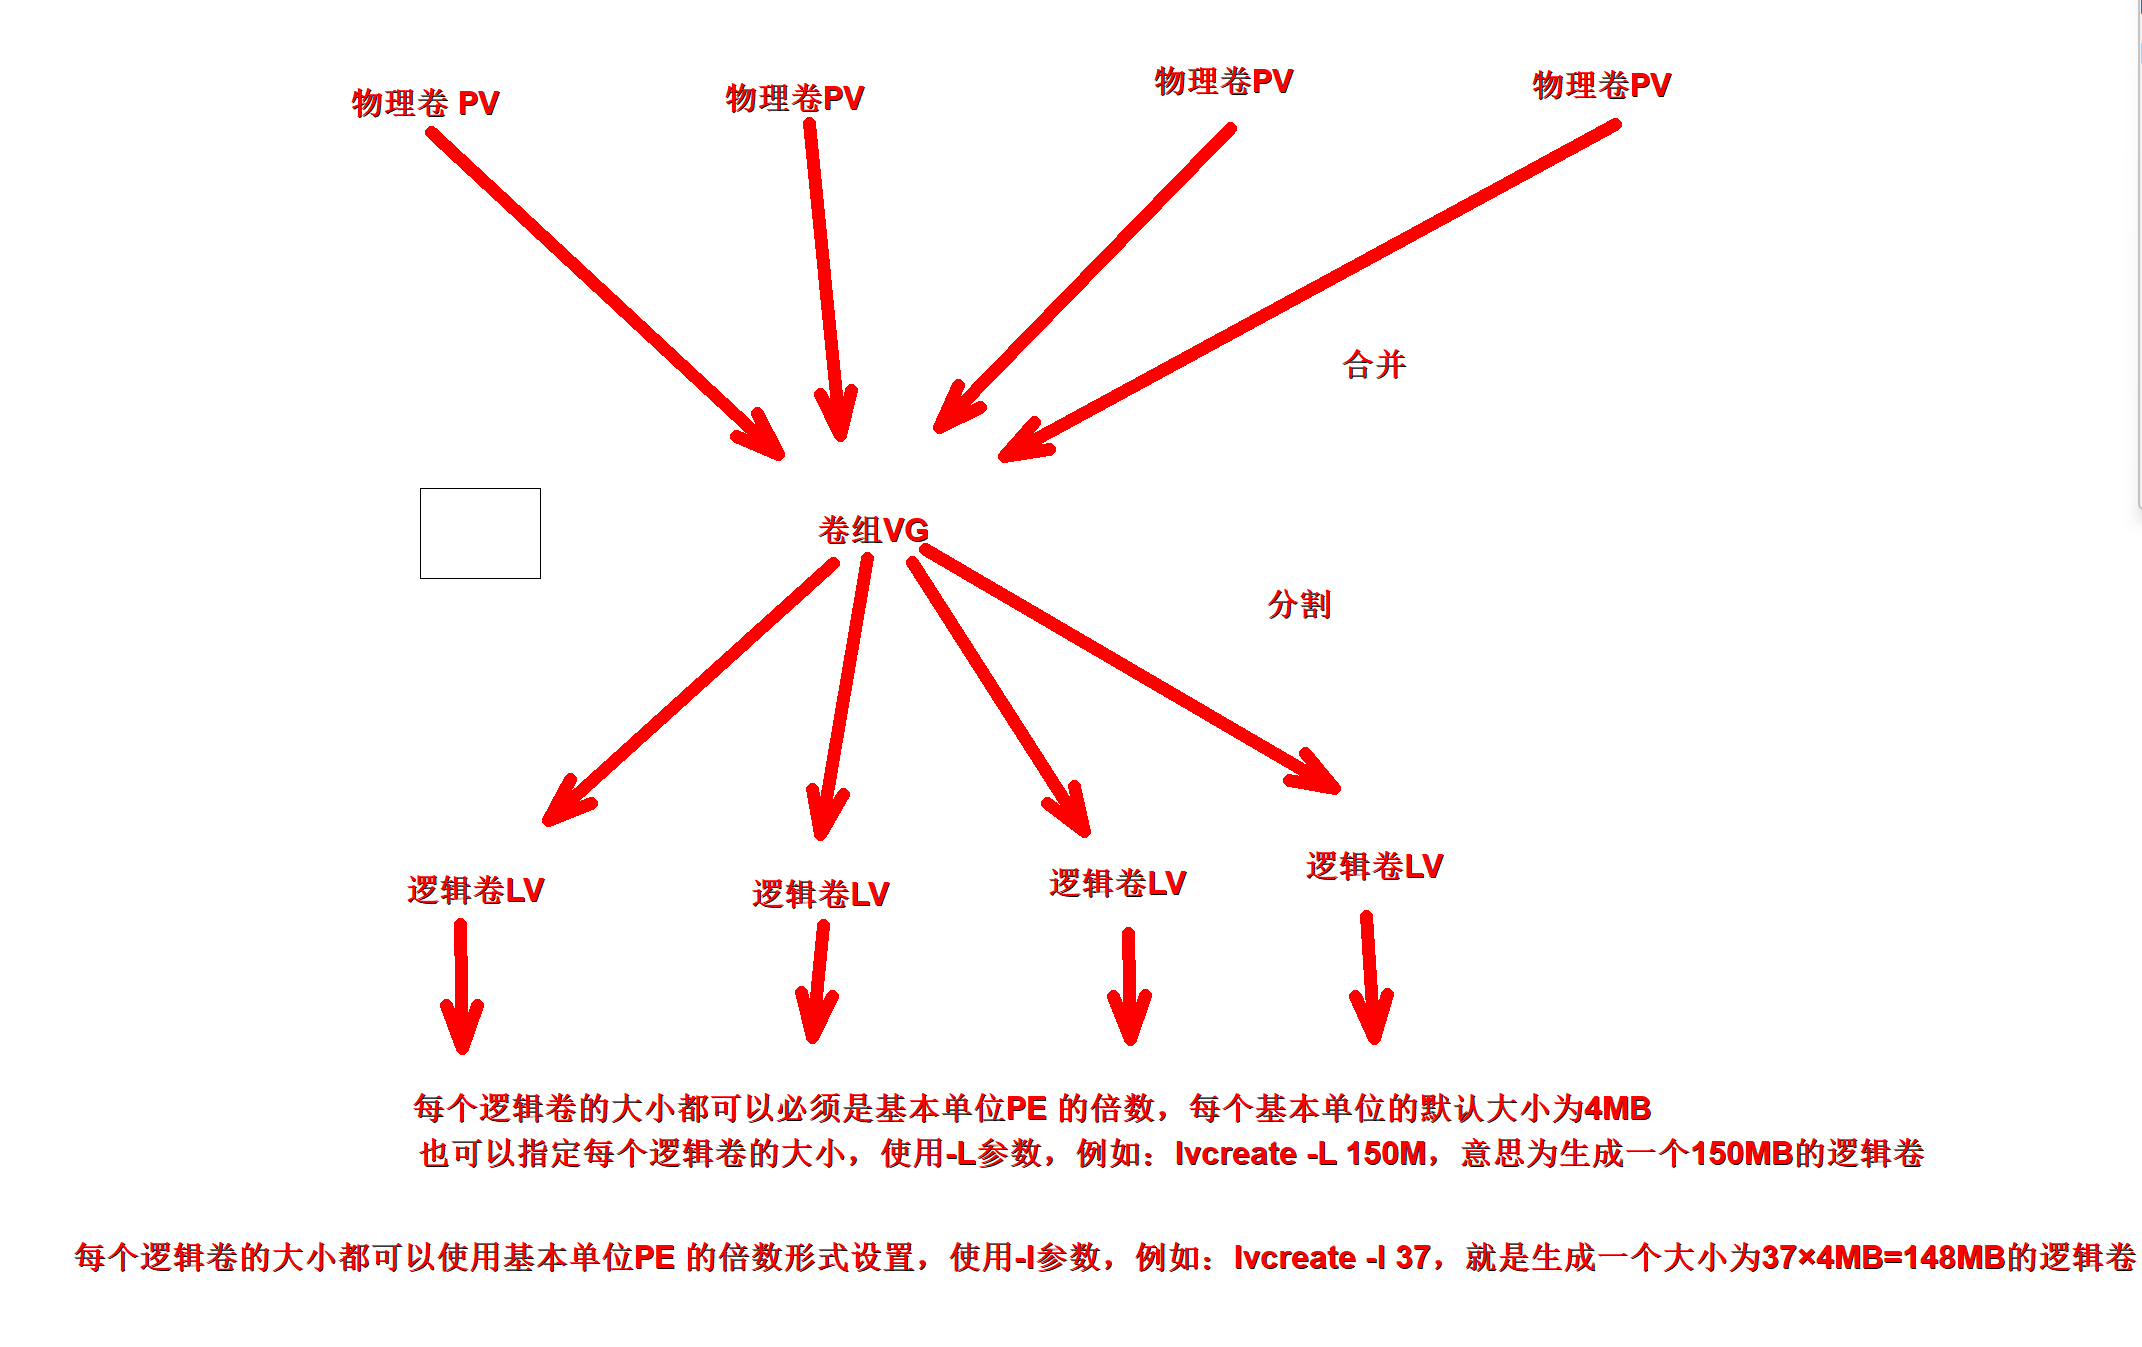 物理卷 PV
物理卷PV
物理卷PV
物理卷PV
合并
卷组VG
分割
逻辑卷LV
逻辑卷LV
逻辑卷LV
逻辑卷LV
每个逻辑卷的大小都可以必须是基本单位PE 的倍数，每个基本单位的默认大小为4MB
也可以指定每个逻辑卷的大小，使用-L参数，例如：lvcreate -L 150M，意思为生成一个150MB的逻辑卷
每个逻辑卷的大小都可以使用基本单位PE 的倍数形式设置，使用-l参数，例如：lvcreate -l 37，就是生成一个大小为37×4MB=148MB的逻辑卷